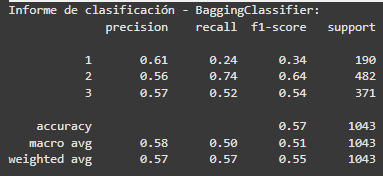 Informe de clasificación - BaggingClassifier:
precision recall f1-score support
1 0.61 0.24 0.34 190
2 0.56 0.74 0.64 482
3 0.57 0.52 0.54 371
accuracy 0.57 1043
macro avg 0.58 0.50 0.51 1043
weighted avg 0.57 0.57 0.55 1043